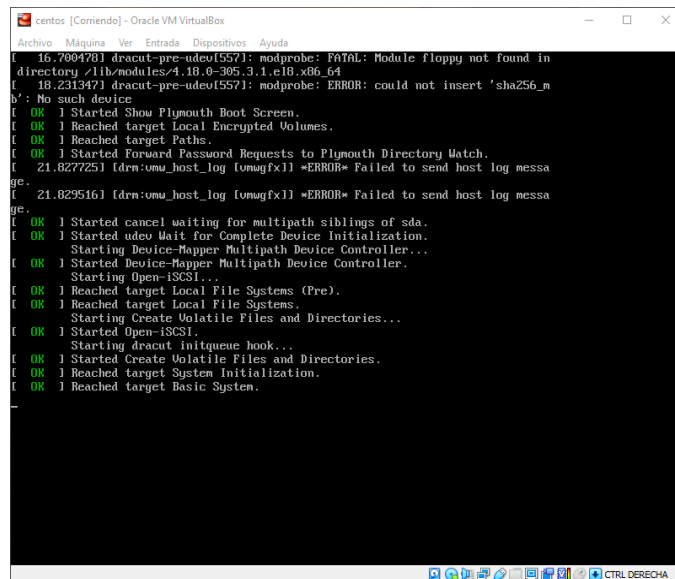 centos [Corriendo] - Oracle VM VirtualBox
Archivo Máquina Ver Entrada Dispositivos Ayuda
[   16.700478] dracut-pre-udev[557]: modprobe: FATAL: Module floppy not found in
 directory /lib/modules/4.18.0-305.3.1.el8.x86_64
[   18.231347] dracut-pre-udev[557]: modprobe: ERROR: could not insert 'sha256_m
b': No such device
[  OK  ] Started Show Plymouth Boot Screen.
[  OK  ] Reached target Local Encrypted Volumes.
[  OK  ] Reached target Paths.
[  OK  ] Started Forward Password Requests to Plymouth Directory Watch.
[   21.827725] [drm:vmw_host_log [vmwgfx]] *ERROR* Failed to send host log messa
ge.
[   21.829516] [drm:vmw_host_log [vmwgfx]] *ERROR* Failed to send host log messa
ge.
[  OK  ] Started cancel waiting for multipath siblings of sda.
[  OK  ] Started udev Wait for Complete Device Initialization.
         Starting Device-Mapper Multipath Device Controller...
[  OK  ] Started Device-Mapper Multipath Device Controller.
         Starting Open-iSCSI...
[  OK  ] Reached target Local File Systems (Pre).
[  OK  ] Reached target Local File Systems.
         Starting Create Volatile Files and Directories...
[  OK  ] Started Open-iSCSI.
         Starting dracut initqueue hook...
[  OK  ] Started Create Volatile Files and Directories.
[  OK  ] Reached target System Initialization.
[  OK  ] Reached target Basic System.
CTRL DERECHA